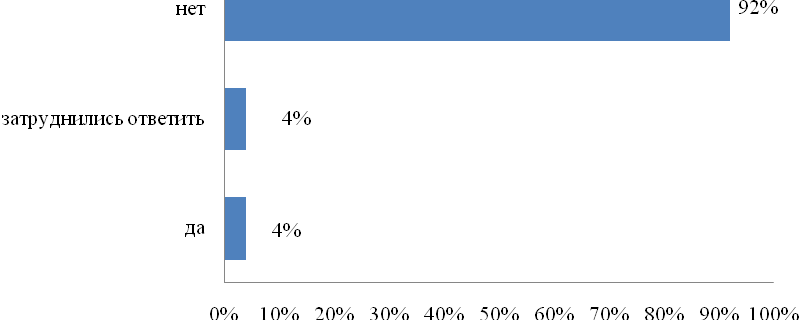 нет 92%
затруднились ответить 4%
да 4%
0% 10% 20% 30% 40% 50% 60% 70% 80% 90% 100%